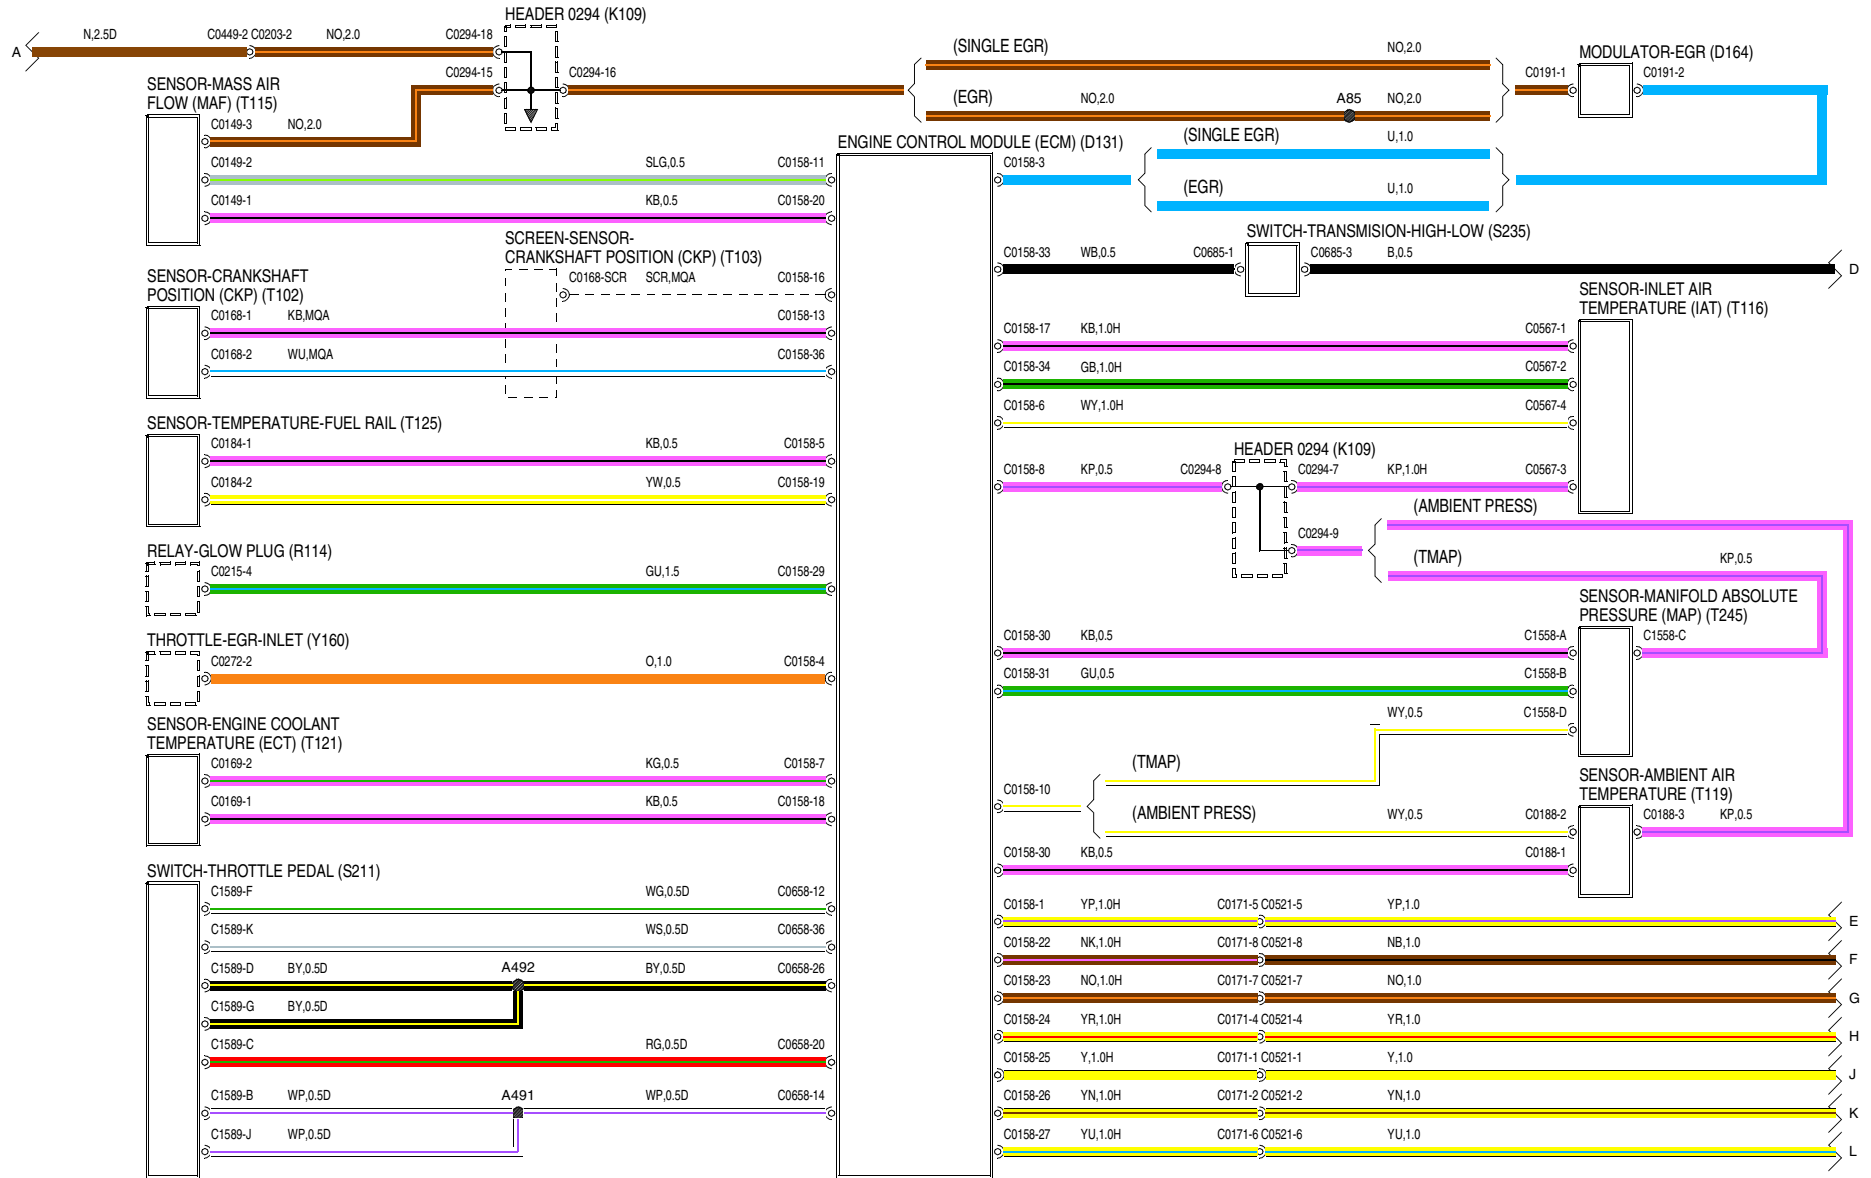 HEADER 0294 (K109)
A
N,2.5D
C0449-2 C0203-2
NO,2.0
C0294-18
C0294-15
C0294-16
(SINGLE EGR)
NO,2.0
(EGR)
NO,2.0
A85
NO,2.0
C0191-1
MODULATOR-EGR (D164)
C0191-2
SENSOR-MASS AIR
FLOW (MAF) (T115)
C0149-3
NO,2.0
C0149-2
SLG,0.5
C0158-11
C0149-1
KB,0.5
C0158-20
ENGINE CONTROL MODULE (ECM) (D131)
C0158-3
(SINGLE EGR)
U,1.0
(EGR)
U,1.0
SCREEN-SENSOR-
CRANKSHAFT POSITION (CKP) (T103)
C0168-SCR
SCR,MQA
C0158-16
SENSOR-CRANKSHAFT
POSITION (CKP) (T102)
C0168-1
KB,MQA
C0158-13
C0168-2
WU,MQA
C0158-36
SWITCH-TRANSMISION-HIGH-LOW (S235)
C0158-33
WB,0.5
C0685-1
C0685-3
B,0.5
D
SENSOR-INLET AIR
TEMPERATURE (IAT) (T116)
C0158-17
KB,1.0H
C0567-1
C0158-34
GB,1.0H
C0567-2
C0158-6
WY,1.0H
C0567-4
SENSOR-TEMPERATURE-FUEL RAIL (T125)
C0184-1
KB,0.5
C0158-5
C0184-2
YW,0.5
C0158-19
HEADER 0294 (K109)
C0158-8
KP,0.5
C0294-8
C0294-7
KP,1.0H
C0567-3
C0294-9
(AMBIENT PRESS)
(TMAP)
KP,0.5
RELAY-GLOW PLUG (R114)
C0215-4
GU,1.5
C0158-29
THROTTLE-EGR-INLET (Y160)
C0272-2
O,1.0
C0158-4
SENSOR-MANIFOLD ABSOLUTE
PRESSURE (MAP) (T245)
C0158-30
KB,0.5
C1558-A
C1558-C
C0158-31
GU,0.5
C1558-B
WY,0.5
C1558-D
SENSOR-ENGINE COOLANT
TEMPERATURE (ECT) (T121)
C0169-2
KG,0.5
C0158-7
C0169-1
KB,0.5
C0158-18
C0158-10
(TMAP)
(AMBIENT PRESS)
WY,0.5
C0188-2
SENSOR-AMBIENT AIR
TEMPERATURE (T119)
C0188-3
KP,0.5
C0158-30
KB,0.5
C0188-1
SWITCH-THROTTLE PEDAL (S211)
C1589-F
WG,0.5D
C0658-12
C1589-K
WS,0.5D
C0658-36
C1589-D
BY,0.5D
A492
BY,0.5D
C0658-26
C1589-G
BY,0.5D
C1589-C
RG,0.5D
C0658-20
C1589-B
WP,0.5D
A491
WP,0.5D
C0658-14
C1589-J
WP,0.5D
C0158-1
YP,1.0H
C0171-5 C0521-5
YP,1.0
E
C0158-22
NK,1.0H
C0171-8 C0521-8
NB,1.0
F
C0158-23
NO,1.0H
C0171-7 C0521-7
NO,1.0
G
C0158-24
YR,1.0H
C0171-4 C0521-4
YR,1.0
H
C0158-25
Y,1.0H
C0171-1 C0521-1
Y,1.0
J
C0158-26
YN,1.0H
C0171-2 C0521-2
YN,1.0
K
C0158-27
YU,1.0H
C0171-6 C0521-6
YU,1.0
L